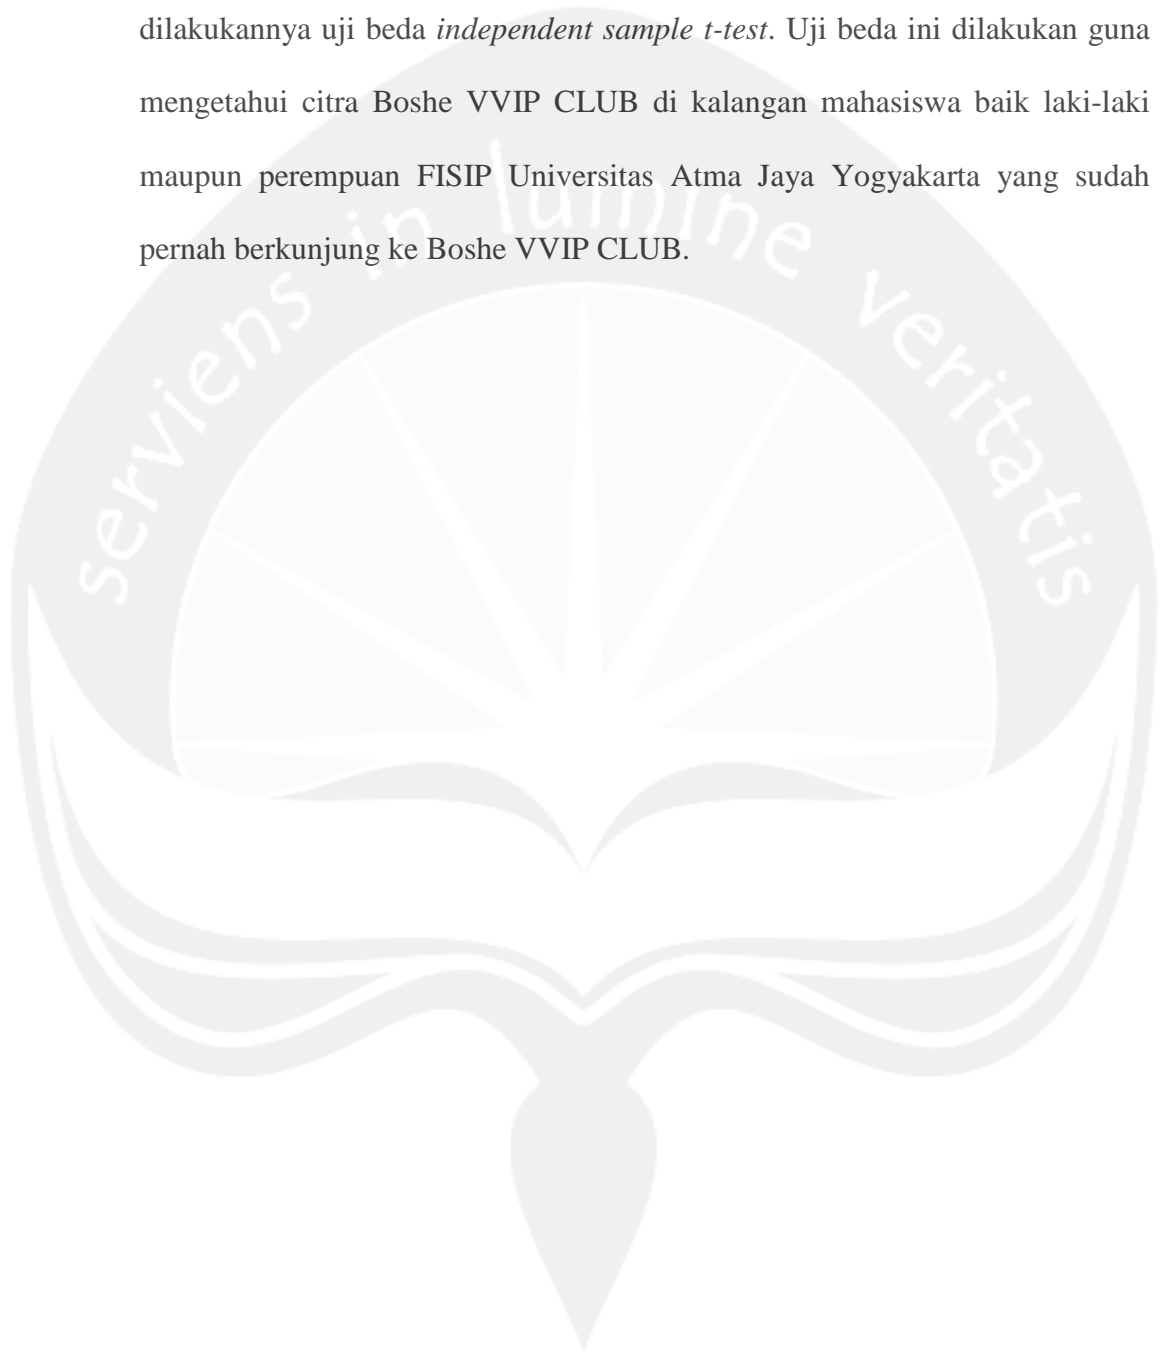 dilakukannya uji beda independent sample t-test. Uji beda ini dilakukan guna
mengetahui citra Boshe VVIP CLUB di kalangan mahasiswa baik laki-laki
maupun perempuan FISIP Universitas Atma Jaya Yogyakarta yang sudah
pernah berkunjung ke Boshe VVIP CLUB.
serviens in lumine veritatis